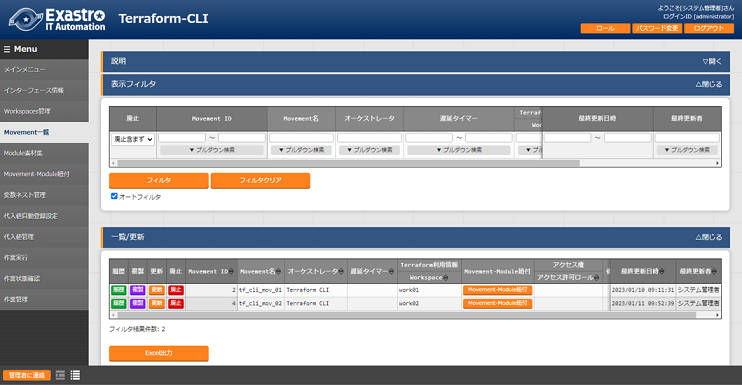 Exastro
IT Automation
Terraform-CLI
ようこそ[システム管理者]さん
ログインID [administrator]
ロール
パスワード変更
ログアウト
Menu
メインメニュー
インターフェース情報
Workspaces管理
Movement一覧
Module素材集
Movement-Module紐付
変数ネスト管理
代入値自動登録設定
代入値管理
作業実行
作業状態確認
作業管理
説明
▽開く
表示フィルタ
△閉じる
廃止
Movement ID
Movement名
オーケストレータ
遅延タイマー
Terraf
Wo
最終更新日時
最終更新者
廃止含まず
～
～
～
▼ プルダウン検索
▼ プルダウン検索
▼ プルダウン検索
▼ プルダウン検索
▼ プルダ
▼ プルダウン検索
フィルタ
フィルタクリア
オートフィルタ
一覧/更新
△閉じる
履歴 複製 更新 廃止 Movement ID Movement名 オーケストレータ 遅延タイマー Terraform利用情報 Movement-Module紐付 アクセス権 最終更新日時 最終更新者
Workspace アクセス許可ロール
履歴 複製 更新 廃止 2 tf_cli_mov_01 Terraform CLI work01 Movement-Module紐付 2023/01/10 09:11:31 システム管理者
履歴 複製 更新 廃止 4 tf_cli_mov_02 Terraform CLI work02 Movement-Module紐付 2023/01/11 09:52:39 システム管理者
フィルタ結果件数: 2
Excel出力
管理者に連絡